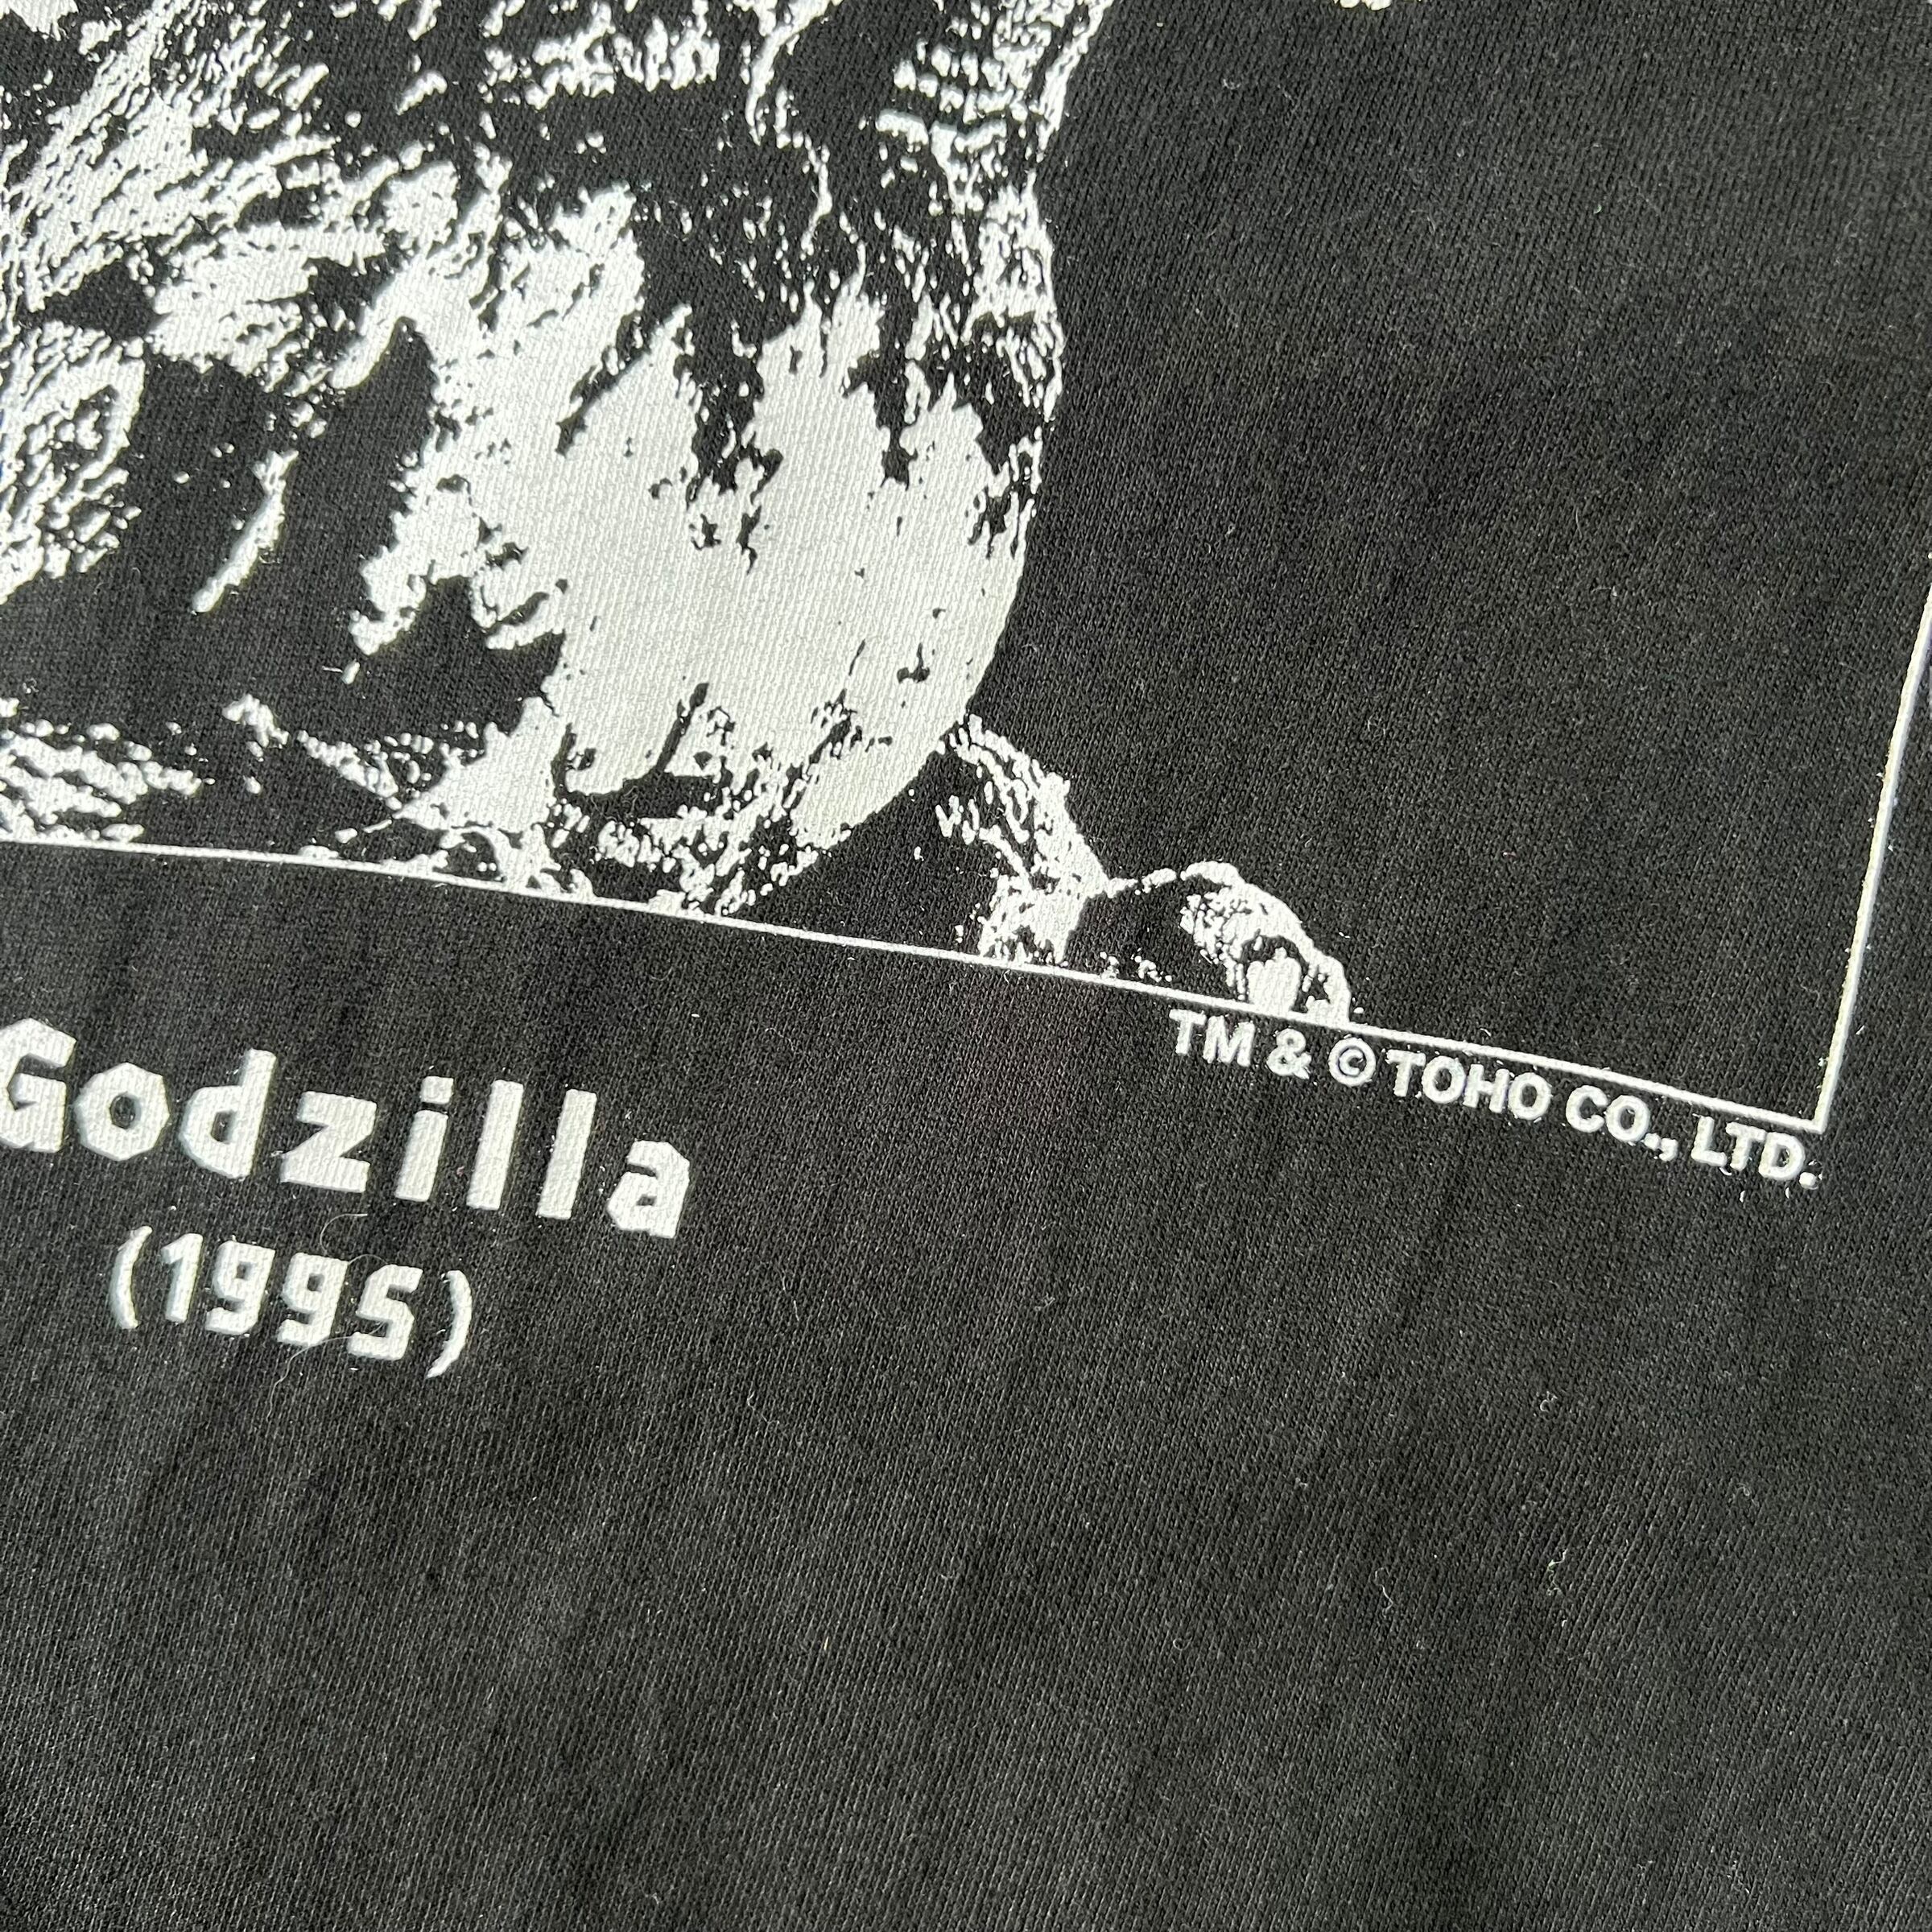 TM & © TOHO CO., LTD.
Godzilla
(1995)